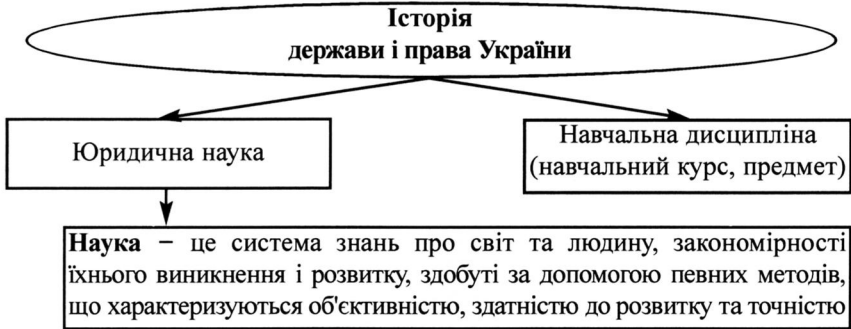 Історія
держави і права України
Юридична наука
Навчальна дисципліна
(навчальний курс, предмет)
Наука – це система знань про світ та людину, закономірності
їхнього виникнення і розвитку, здобуті за допомогою певних методів,
що характеризуються об'єктивністю, здатністю до розвитку та точністю